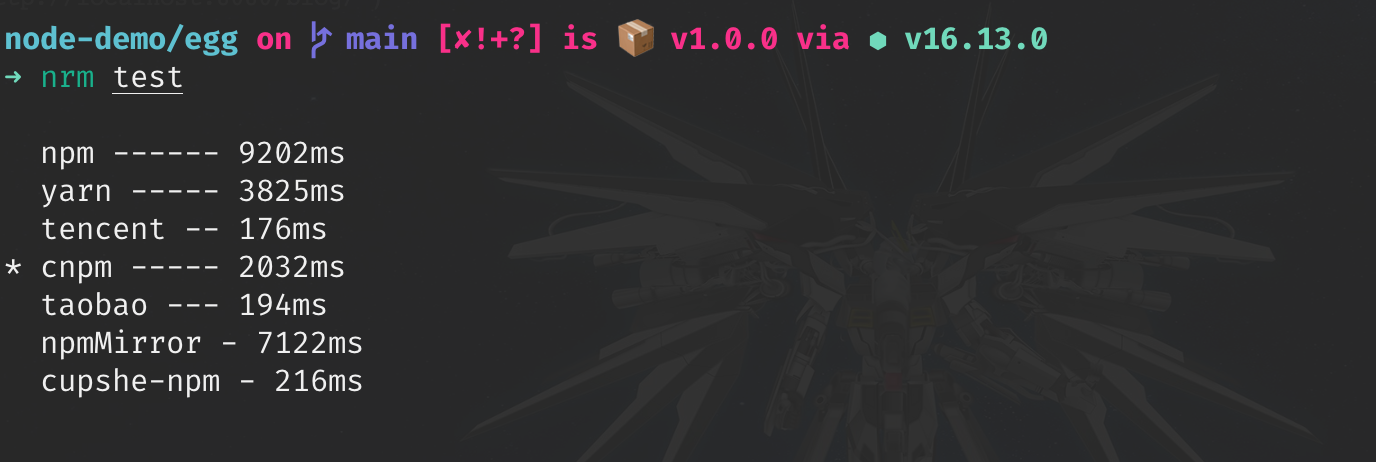 node-demo/egg on main [✘!+?] is 📦 v1.0.0 via ⬢ v16.13.0
➜ nrm test
npm ------ 9202ms
yarn ----- 3825ms
tencent -- 176ms
* cnpm ----- 2032ms
taobao --- 194ms
npmMirror - 7122ms
cupshe-npm - 216ms